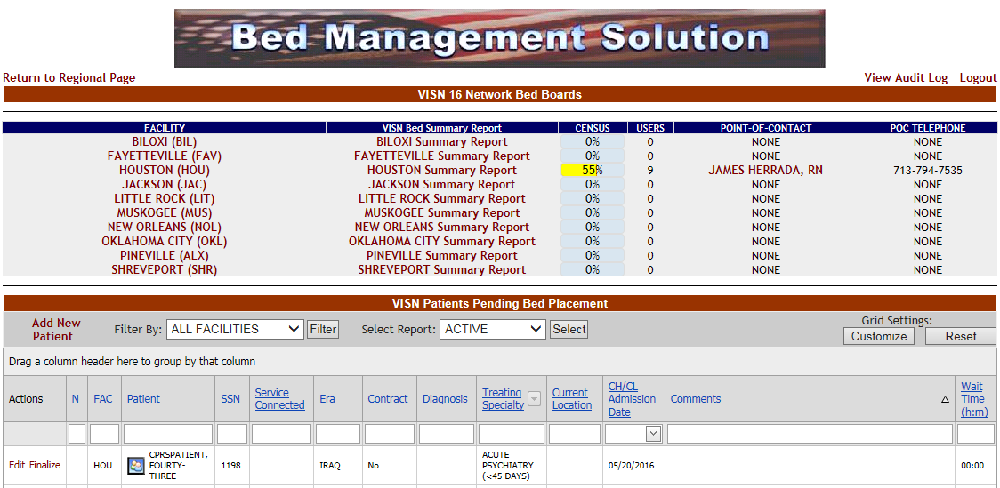 Bed Management Solution
Return to Regional Page View Audit Log Logout
VISN 16 Network Bed Boards
FACILITY VISN Bed Summary Report CENSUS USERS POINT-OF-CONTACT POC TELEPHONE
BILOXI (BIL) BILOXI Summary Report 0% 0 NONE NONE
FAYETTEVILLE (FAV) FAYETTEVILLE Summary Report 0% 0 NONE NONE
HOUSTON (HOU) HOUSTON Summary Report 55% 9 JAMES HERRADA, RN 713-794-7535
JACKSON (JAC) JACKSON Summary Report 0% 0 NONE NONE
LITTLE ROCK (LIT) LITTLE ROCK Summary Report 0% 0 NONE NONE
MUSKOGEE (MUS) MUSKOGEE Summary Report 0% 0 NONE NONE
NEW ORLEANS (NOL) NEW ORLEANS Summary Report 0% 0 NONE NONE
OKLAHOMA CITY (OKL) OKLAHOMA CITY Summary Report 0% 0 NONE NONE
PINEVILLE (ALX) PINEVILLE Summary Report 0% 0 NONE NONE
SHREVEPORT (SHR) SHREVEPORT Summary Report 0% 0 NONE NONE
VISN Patients Pending Bed Placement
Add New
Patient
Filter By: ALL FACILITIES Filter Select Report: ACTIVE Select
Grid Settings:
Customize Reset
Drag a column header here to group by that column
Actions N FAC Patient SSN
Service
Connected
Era Contract Diagnosis
Treating
Specialty
Current
Location
CH/CL
Admission
Date
Comments
Wait
Time
(h:m)
Edit Finalize HOU
CPRSPATIENT,
FOURTY-
THREE
1198 IRAQ No
ACUTE
PSYCHIATRY
(<45 DAYS)
05/20/2016 00:00